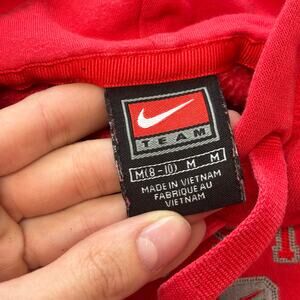 TEAM
M(8-10) M M
MADE IN VIETNAM
FABRIQUE AU
VIETNAM